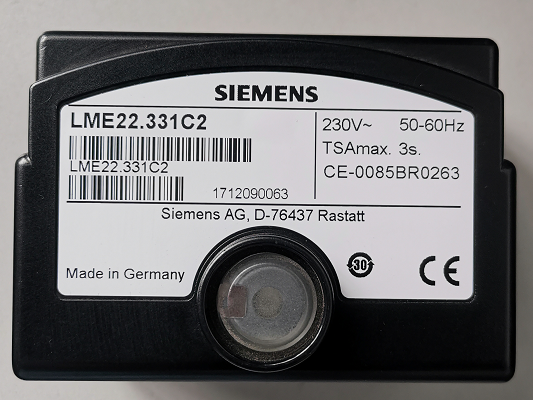 SIEMENS
LME22.331C2
LME22.331C2
1712090063
230V~ 50-60Hz
TSAmax. 3s.
CE-0085BR0263
Siemens AG, D-76437 Rastatt
Made in Germany
30
CE